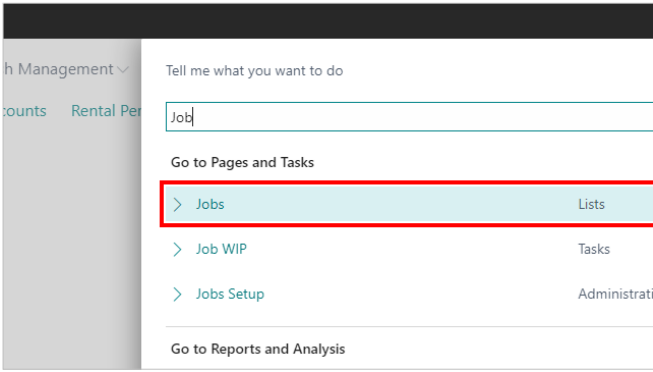 h Management
Tell me what you want to do
counts Rental Per
Job
Go to Pages and Tasks
Jobs Lists
Job WIP Tasks
Jobs Setup Administrati
Go to Reports and Analysis